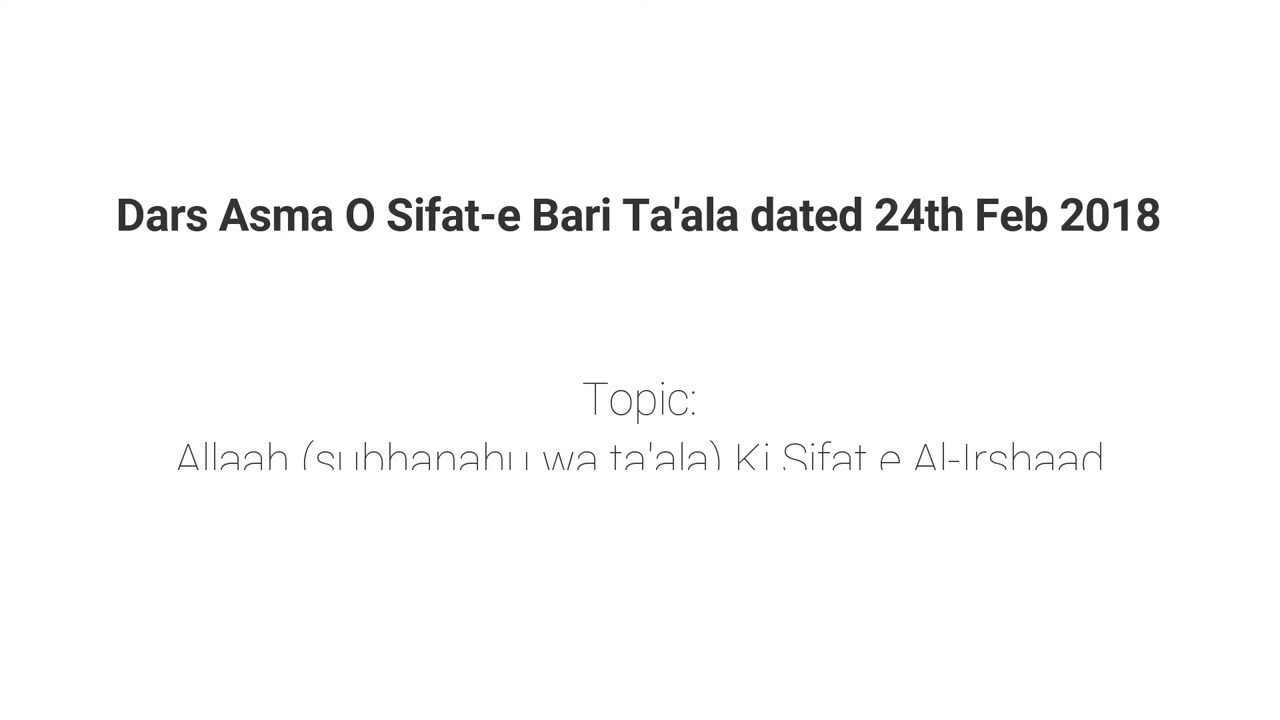 Dars Asma O Sifat-e Bari Ta'ala dated 24th Feb 2018
Topic:
Allaah (subhanahu wa ta'ala) Ki Sifat e Al-Irshaad